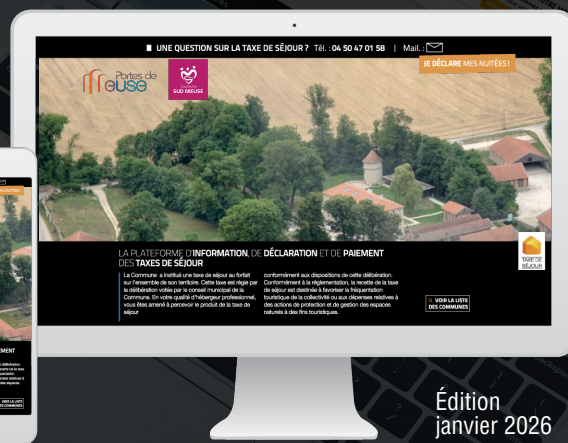 UNE QUESTION SUR LA TAXE DE SÉJOUR ? Tél. : 04 50 47 01 58 | Mail. :
JE DÉCLARE MES NUITÉES !
Portes de
meuse
SUD MEUSE
LA PLATEFORME D'INFORMATION, DE DÉCLARATION ET DE PAIEMENT
DES TAXES DE SÉJOUR
La Commune a institué une taxe de séjour au forfait
sur l'ensemble de son territoire. Cette taxe est régie par
la délibération votée par le conseil municipal de la
Commune. En votre qualité d'hébergeur professionnel,
vous êtes amené à percevoir le produit de la taxe de
séjour
conformément aux dispositions de cette délibération.
Conformément à la réglementation, la recette de la taxe
de séjour est destinée à favoriser la fréquentation
touristique de la collectivité ou aux dépenses relatives à
des actions de protection et de gestion des espaces
naturels à des fins touristiques.
TAXE DE
SÉJOUR
VOIR LA LISTE
DES COMMUNES
Édition
janvier 2026